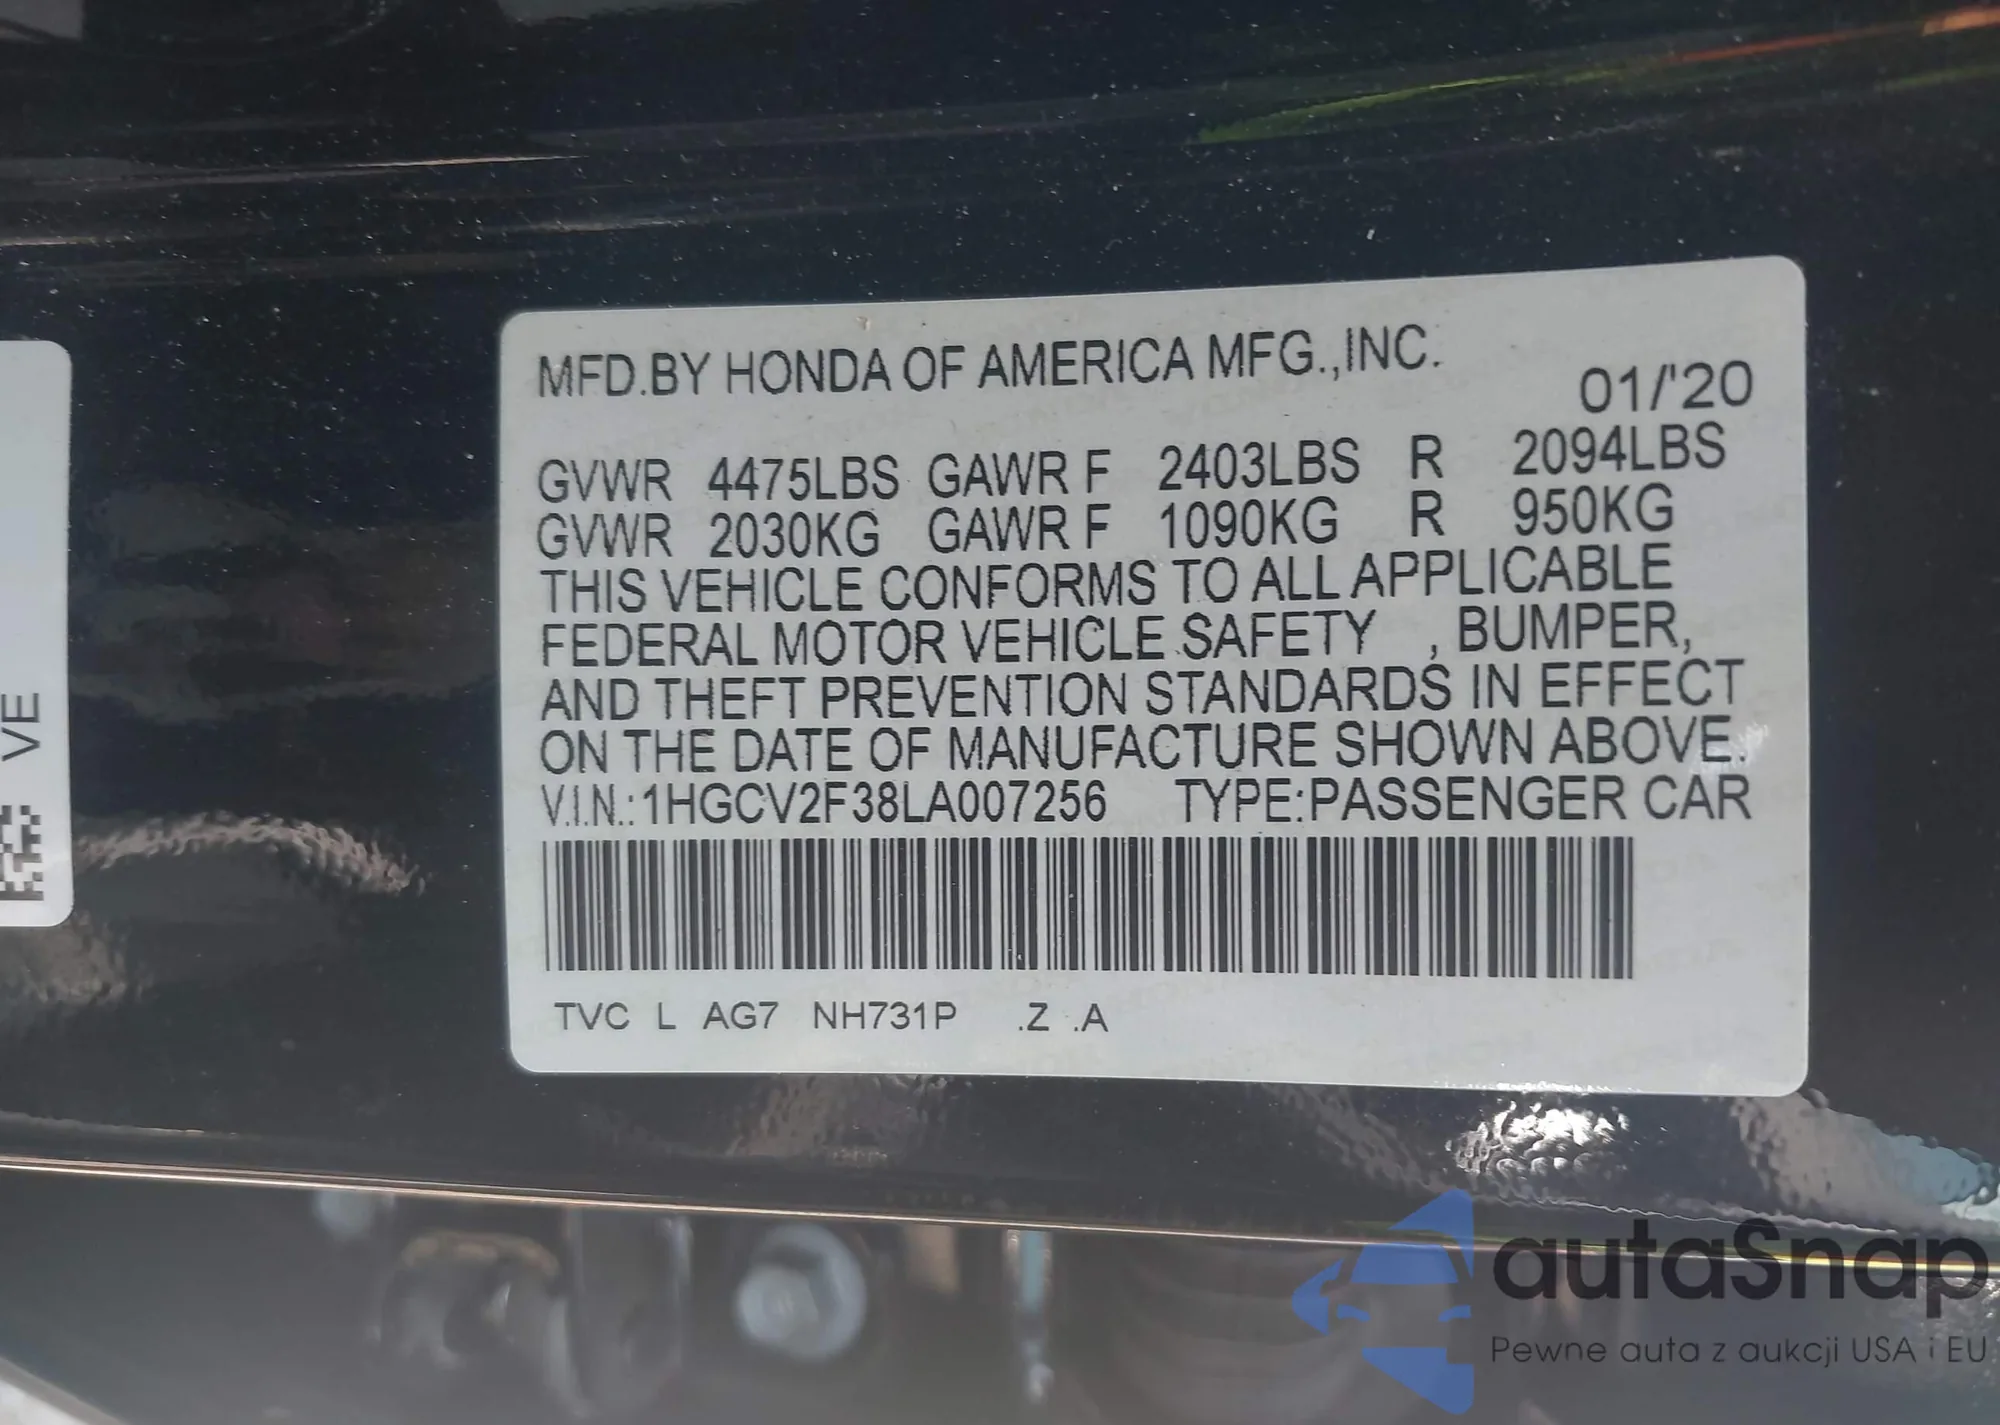 MFD.BY HONDA OF AMERICA MFG.,INC.
01/'20
GVWR 4475LBS GAWR F 2403LBS R 2094LBS
GVWR 2030KG GAWR F 1090KG R 950KG
THIS VEHICLE CONFORMS TO ALL APPLICABLE
FEDERAL MOTOR VEHICLE SAFETY , BUMPER,
AND THEFT PREVENTION STANDARDS IN EFFECT
ON THE DATE OF MANUFACTURE SHOWN ABOVE.
V.I.N.:1HGCV2F38LA007256 TYPE:PASSENGER CAR
TVC L AG7 NH731P .Z .A
VE
autaSnap
Pewne auta z aukcji USA i EU